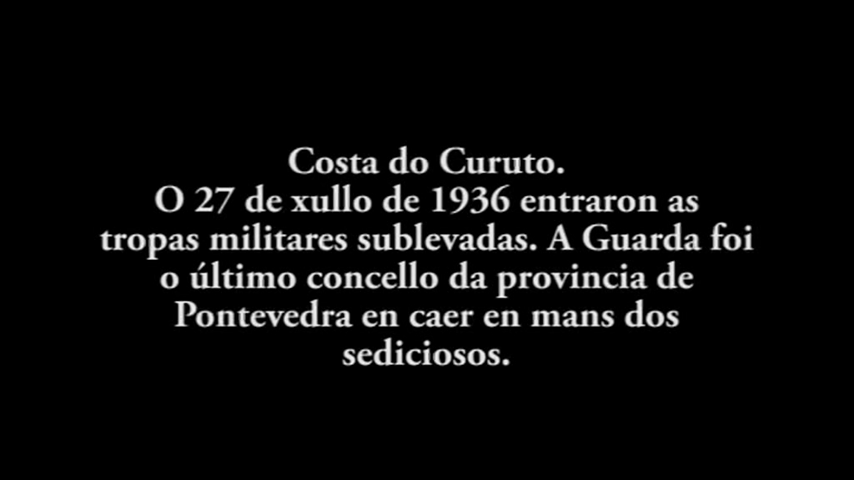 Costa do Curuto.
O 27 de xullo de 1936 entraron as
tropas militares sublevadas. A Guarda foi
o último concello da provincia de
Pontevedra en caer en mans dos
sediciosos.